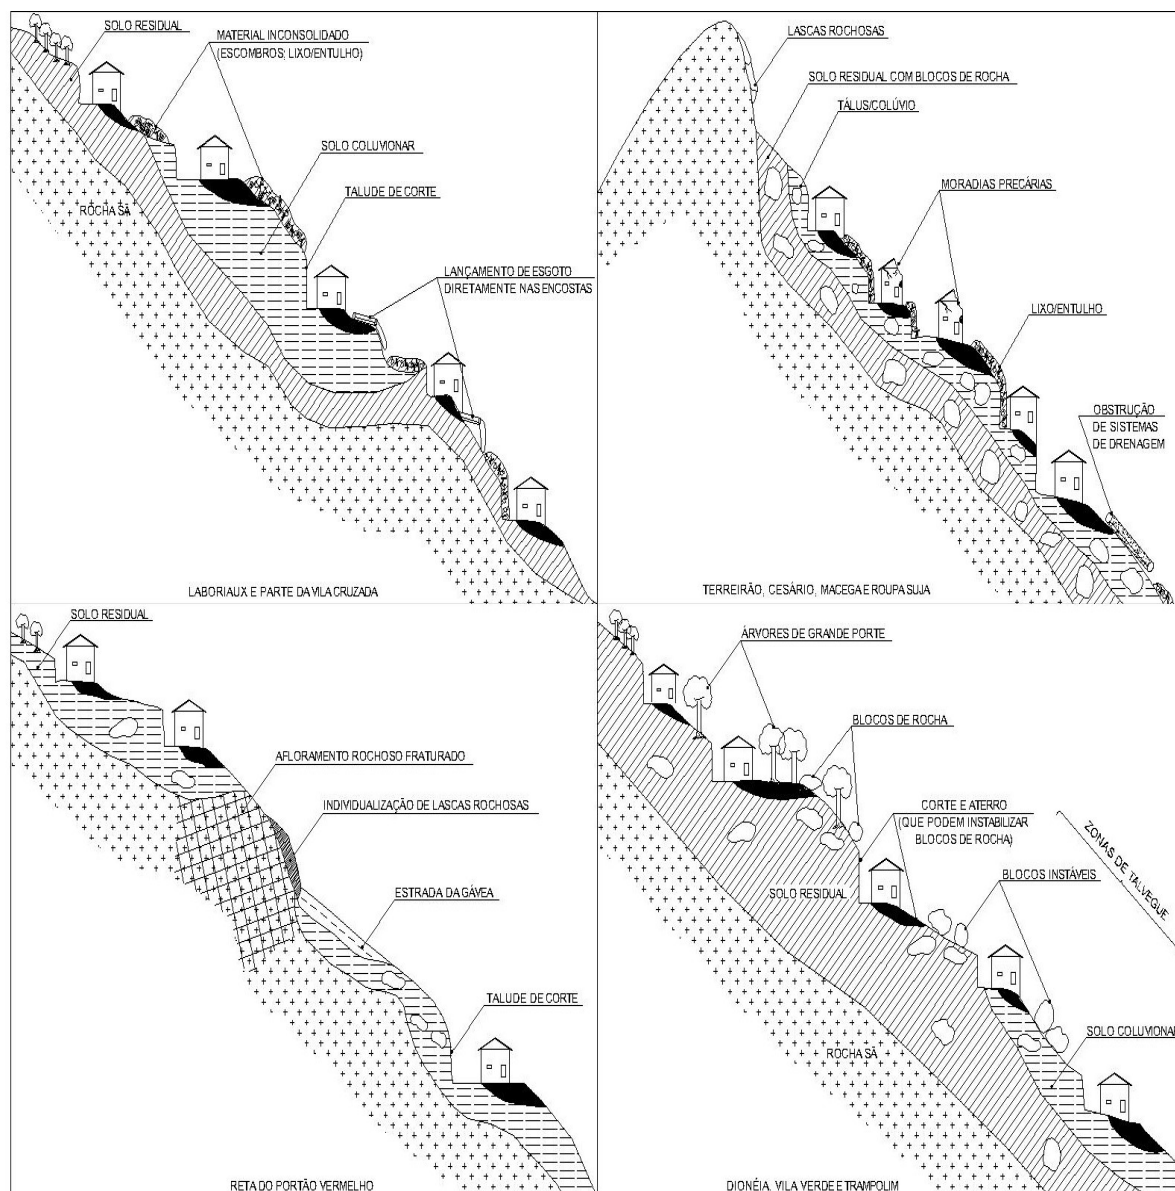 SOLO RESIDUAL
MATERIAL INCONSOLIDADO
(ESCOMBROS; LIXO/ENTULHO)
SOLO COLUVIONAR
TALUDE DE CORTE
ROCHA SÃ
LANÇAMENTO DE ESGOTO
DIRETAMENTE NAS ENCOSTAS
LABORIAUX E PARTE DA VILA CRUZADA
LASCAS ROCHOSAS
SOLO RESIDUAL COM BLOCOS DE ROCHA
TÁLUS/COLÚVIO
MORADIAS PRECÁRIAS
LIXO/ENTULHO
OBSTRUÇÃO
DE SISTEMAS
DE DRENAGEM
TERREIRÃO, CESÁRIO, MACEGA E ROUPA SUJA
SOLO RESIDUAL
AFLORAMENTO ROCHOSO FRATURADO
INDIVIDUALIZAÇÃO DE LASCAS ROCHOSAS
ESTRADA DA GÁVEA
TALUDE DE CORTE
RETA DO PORTÃO VERMELHO
ÁRVORES DE GRANDE PORTE
BLOCOS DE ROCHA
CORTE E ATERRO
(QUE PODEM INSTABILIZAR
BLOCOS DE ROCHA)
ZONAS DE TALVEGUE
BLOCOS INSTÁVEIS
SOLO RESIDUAL
SOLO COLUVIONAR
ROCHA SÃ
DIONÉIA, VILA VERDE E TRAMPOLIM